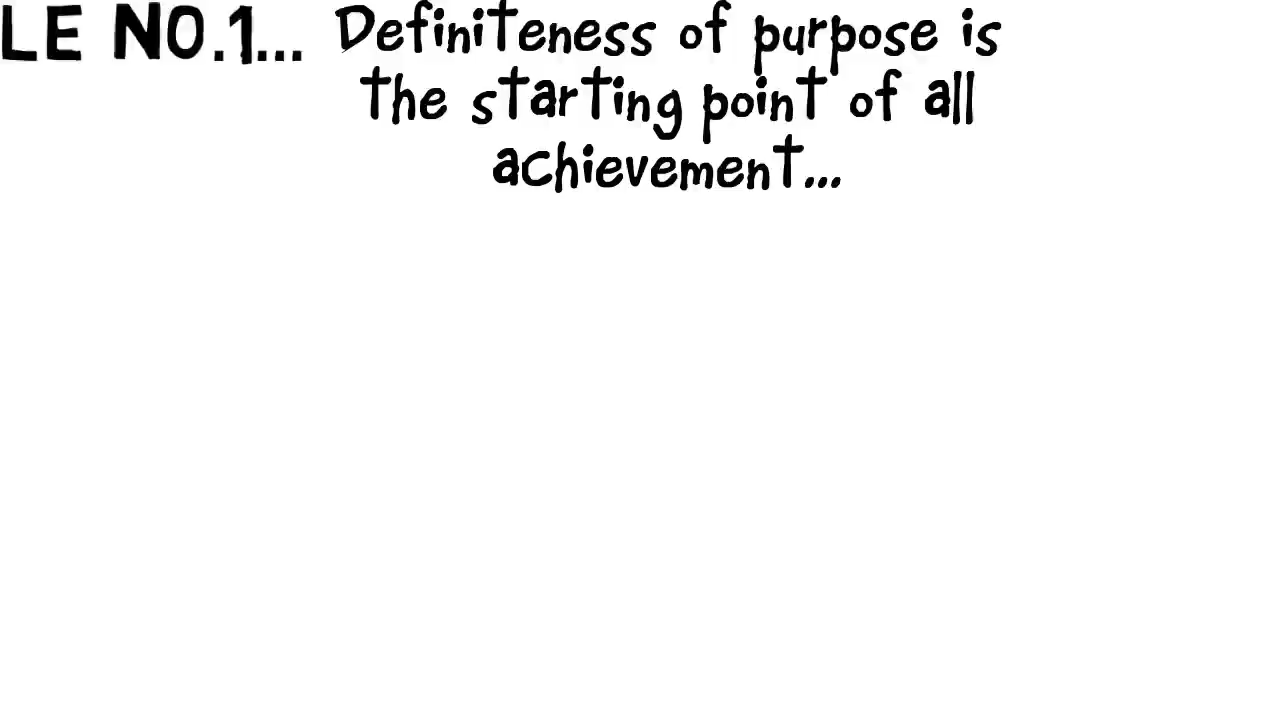 LE NO.1... Definiteness of purpose is
the starting point of all
achievement...